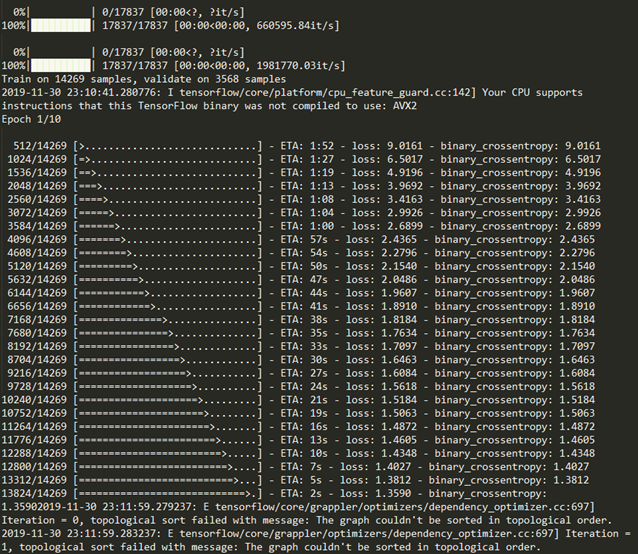 0%|          | 0/17837 [00:00<?, ?it/s]
100%|██████████| 17837/17837 [00:00<00:00, 660595.84it/s]
0%|          | 0/17837 [00:00<?, ?it/s]
100%|██████████| 17837/17837 [00:00<00:00, 1981770.03it/s]
Train on 14269 samples, validate on 3568 samples
2019-11-30 23:10:41.280776: I tensorflow/core/platform/cpu_feature_guard.cc:142] Your CPU supports
instructions that this TensorFlow binary was not compiled to use: AVX2
Epoch 1/10
512/14269 [>.............................] - ETA: 1:52 - loss: 9.0161 - binary_crossentropy: 9.0161
1024/14269 [=>............................] - ETA: 1:27 - loss: 6.5017 - binary_crossentropy: 6.5017
1536/14269 [==>...........................] - ETA: 1:19 - loss: 4.9196 - binary_crossentropy: 4.9196
2048/14269 [===>..........................] - ETA: 1:13 - loss: 3.9692 - binary_crossentropy: 3.9692
2560/14269 [====>.........................] - ETA: 1:08 - loss: 3.4163 - binary_crossentropy: 3.4163
3072/14269 [=====>........................] - ETA: 1:04 - loss: 2.9926 - binary_crossentropy: 2.9926
3584/14269 [======>.......................] - ETA: 1:00 - loss: 2.6899 - binary_crossentropy: 2.6899
4096/14269 [=======>......................] - ETA: 57s - loss: 2.4365 - binary_crossentropy: 2.4365
4608/14269 [========>.....................] - ETA: 54s - loss: 2.2796 - binary_crossentropy: 2.2796
5120/14269 [=========>....................] - ETA: 50s - loss: 2.1540 - binary_crossentropy: 2.1540
5632/14269 [==========>...................] - ETA: 47s - loss: 2.0486 - binary_crossentropy: 2.0486
6144/14269 [===========>..................] - ETA: 44s - loss: 1.9607 - binary_crossentropy: 1.9607
6656/14269 [============>.................] - ETA: 41s - loss: 1.8910 - binary_crossentropy: 1.8910
7168/14269 [==============>...............] - ETA: 38s - loss: 1.8184 - binary_crossentropy: 1.8184
7680/14269 [===============>..............] - ETA: 35s - loss: 1.7634 - binary_crossentropy: 1.7634
8192/14269 [================>.............] - ETA: 33s - loss: 1.7097 - binary_crossentropy: 1.7097
8704/14269 [=================>............] - ETA: 30s - loss: 1.6463 - binary_crossentropy: 1.6463
9216/14269 [==================>...........] - ETA: 27s - loss: 1.6084 - binary_crossentropy: 1.6084
9728/14269 [===================>..........] - ETA: 24s - loss: 1.5618 - binary_crossentropy: 1.5618
10240/14269 [====================>.........] - ETA: 21s - loss: 1.5184 - binary_crossentropy: 1.5184
10752/14269 [=====================>........] - ETA: 19s - loss: 1.5063 - binary_crossentropy: 1.5063
11264/14269 [======================>.......] - ETA: 16s - loss: 1.4872 - binary_crossentropy: 1.4872
11776/14269 [=======================>......] - ETA: 13s - loss: 1.4605 - binary_crossentropy: 1.4605
12288/14269 [========================>.....] - ETA: 10s - loss: 1.4348 - binary_crossentropy: 1.4348
12800/14269 [=========================>....] - ETA: 7s - loss: 1.4027 - binary_crossentropy: 1.4027
13312/14269 [==========================>...] - ETA: 5s - loss: 1.3812 - binary_crossentropy: 1.3812
13824/14269 [============================>.] - ETA: 2s - loss: 1.3590 - binary_crossentropy:
1.35902019-11-30 23:11:59.279237: E tensorflow/core/grappler/optimizers/dependency_optimizer.cc:697]
Iteration = 0, topological sort failed with message: The graph couldn't be sorted in topological order.
2019-11-30 23:11:59.283237: E tensorflow/core/grappler/optimizers/dependency_optimizer.cc:697] Iteration =
1, topological sort failed with message: The graph couldn't be sorted in topological order.